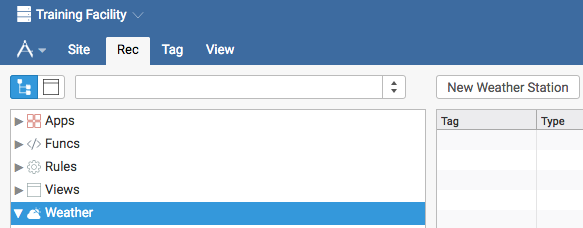 Training Facility
Site Rec Tag View
New Weather Station
Apps
Funcs
Rules
Views
Weather
Tag Type